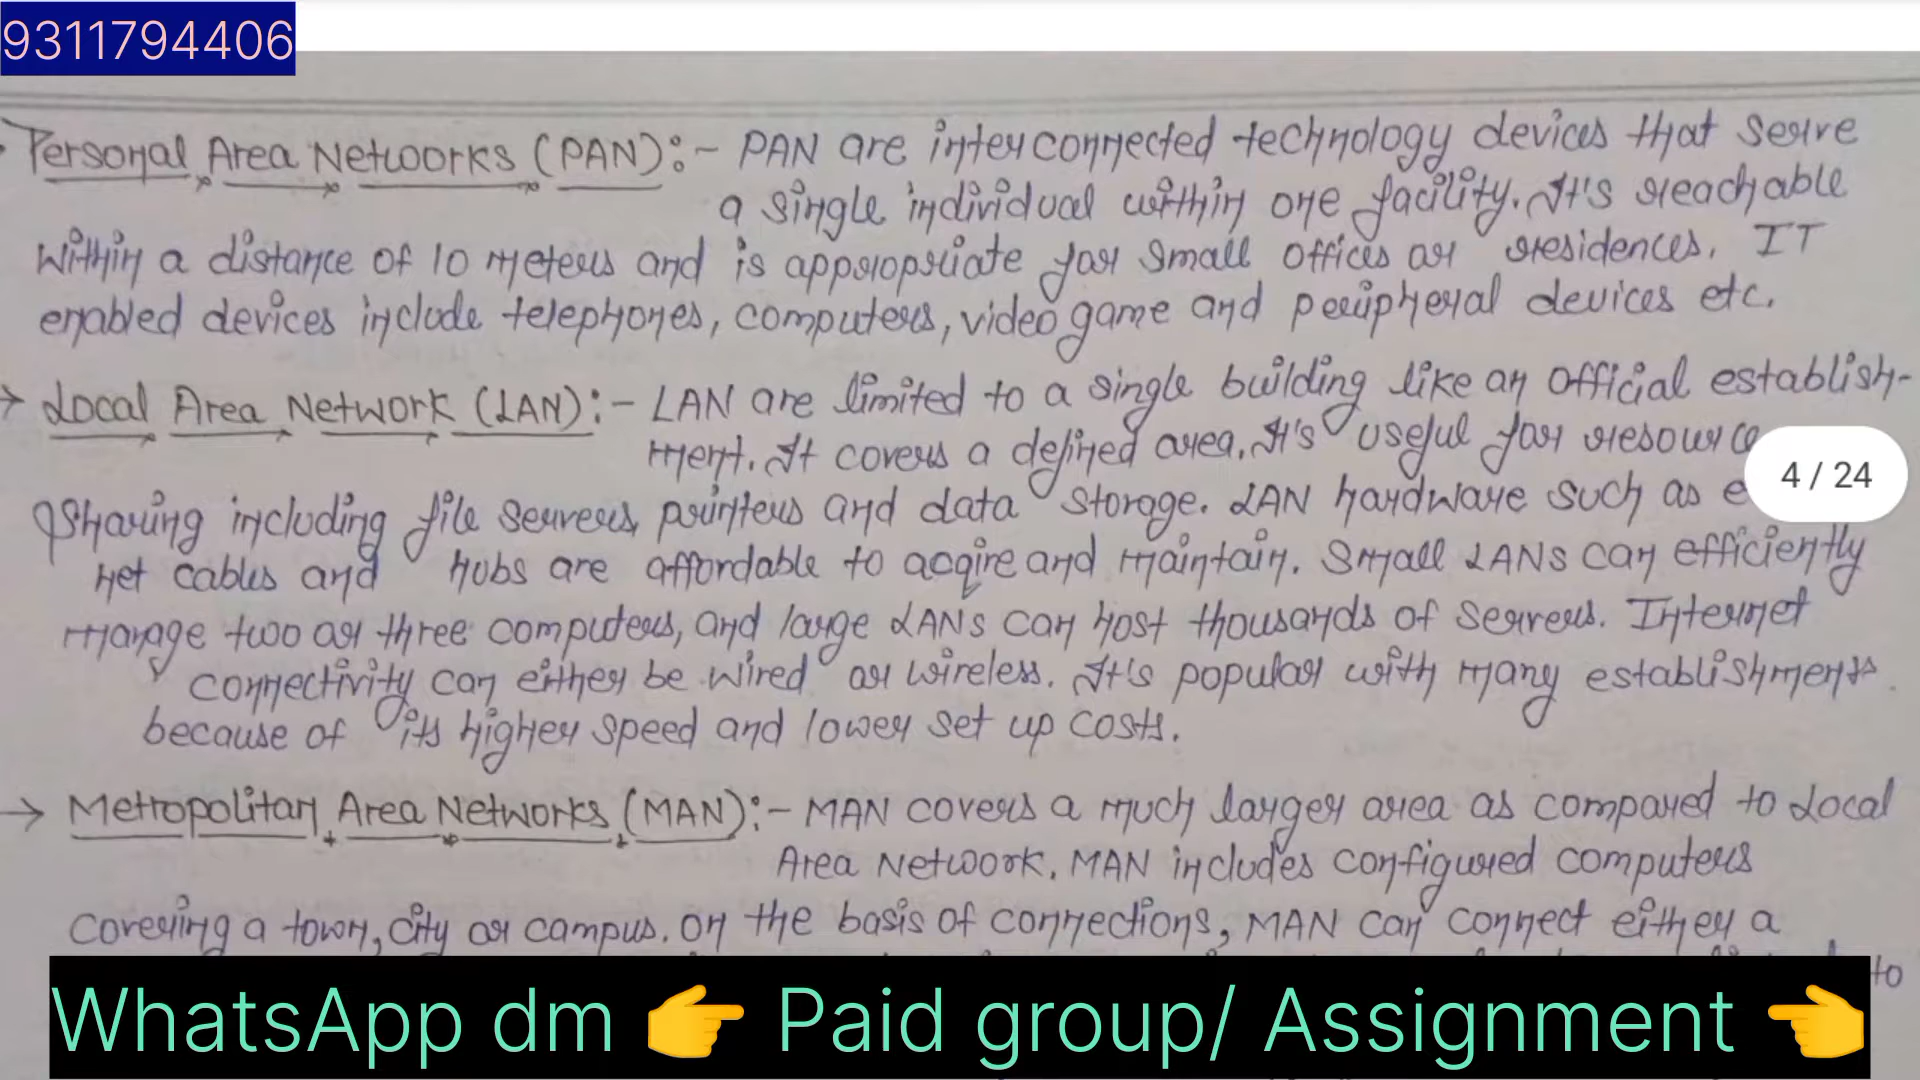 9311794406
Personal Area Networks (PAN):- PAN are interconnected technology devices that serve
a single individual within one facility. It's reachable
within a distance of 10 meters and is appropriate for small offices or residences. IT
enabled devices include telephones, computers, video game and peripheral devices etc.
→ Local Area Network (LAN):- LAN are limited to a single building like an official establish-
ment. It covers a defined area. It's useful for resource
4 / 24
Sharing including file servers, printers and data storage. LAN hardware such as e
net cables and hubs are affordable to acqire and maintain. Small LANs can efficiently
manage two or three computers, and large LANs can host thousands of servers. Internet
connectivity can either be wired or wireless. It's popular with many establishments
because of its higher speed and lower set up costs.
→ Metropolitan Area Networks (MAN):- MAN covers a much larger area as compared to Local
Area Network. MAN includes configured computers
covering a town, city or campus. on the basis of connections, MAN can connect either a
to
WhatsApp dm 👉 Paid group/ Assignment 👈